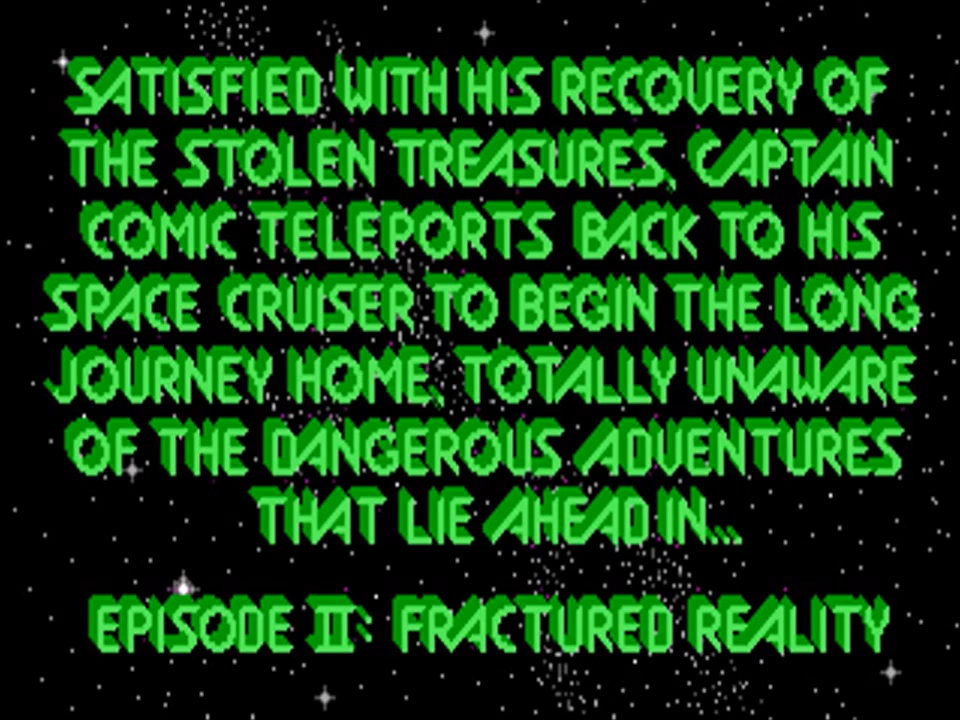 SATISFIED WITH HIS RECOVERY OF
THE STOLEN TREASURES, CAPTAIN
COMIC TELEPORTS BACK TO HIS
SPACE CRUISER TO BEGIN THE LONG
JOURNEY HOME, TOTALLY UNAWARE
OF THE DANGEROUS ADVENTURES
THAT LIE AHEAD IN...
EPISODE II: FRACTURED REALITY